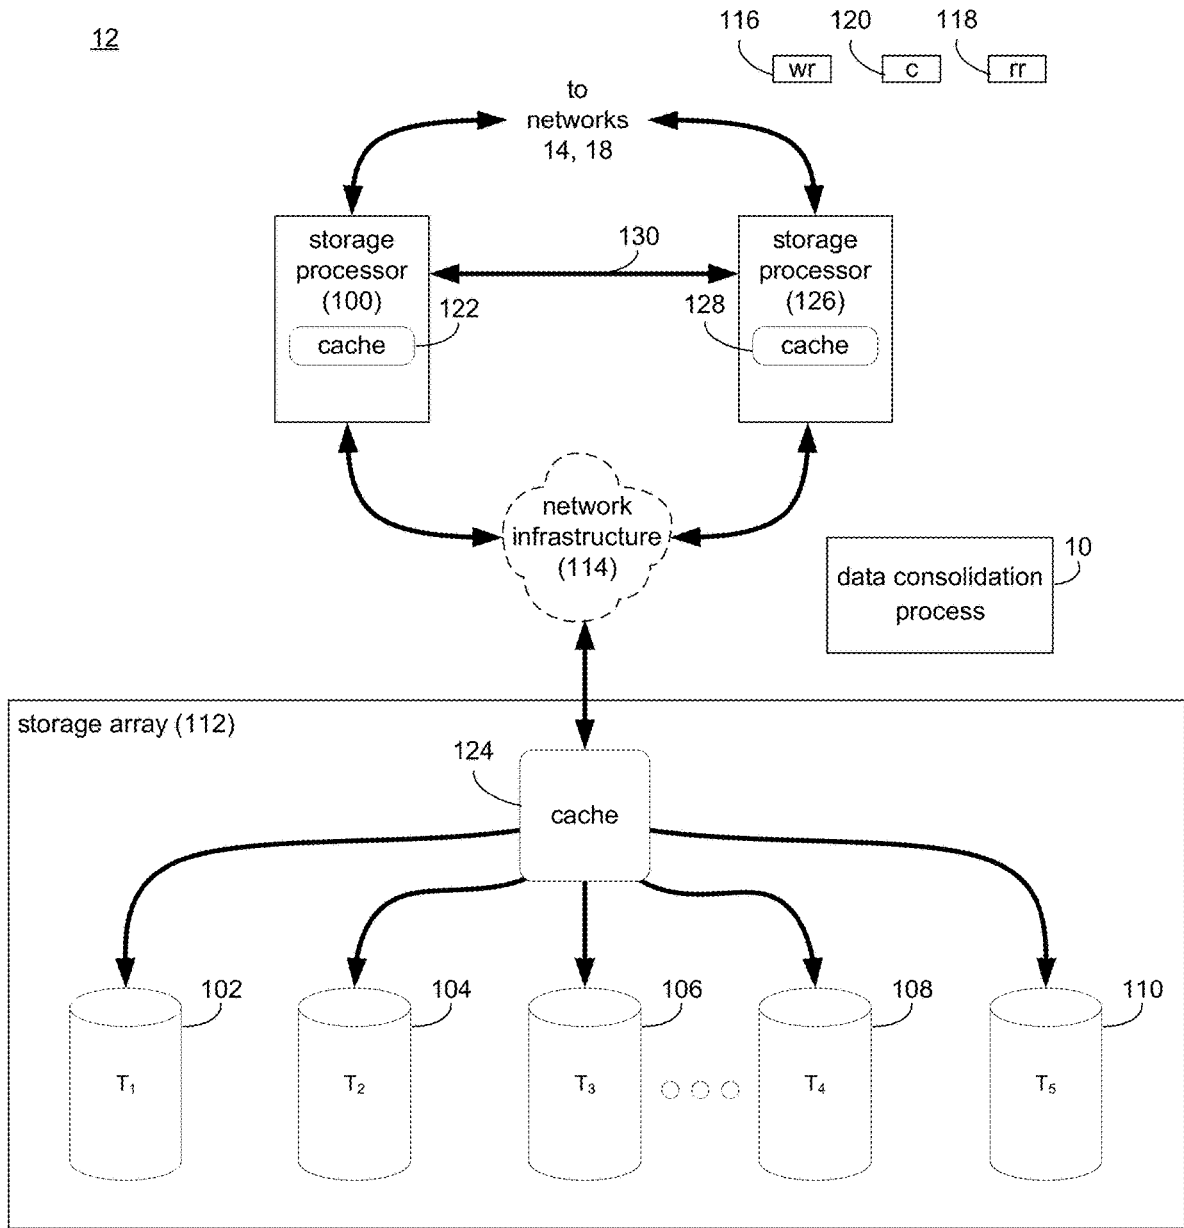 12
116
120
118
wr
c
rr
to
networks
14, 18
storage
processor
(100)
cache
122
130
storage
processor
(126)
128
cache
network
infrastructure
(114)
10
data consolidation
process
storage array (112)
124
cache
102
104
106
108
110
T₁
T₂
T₃
T₄
T₅